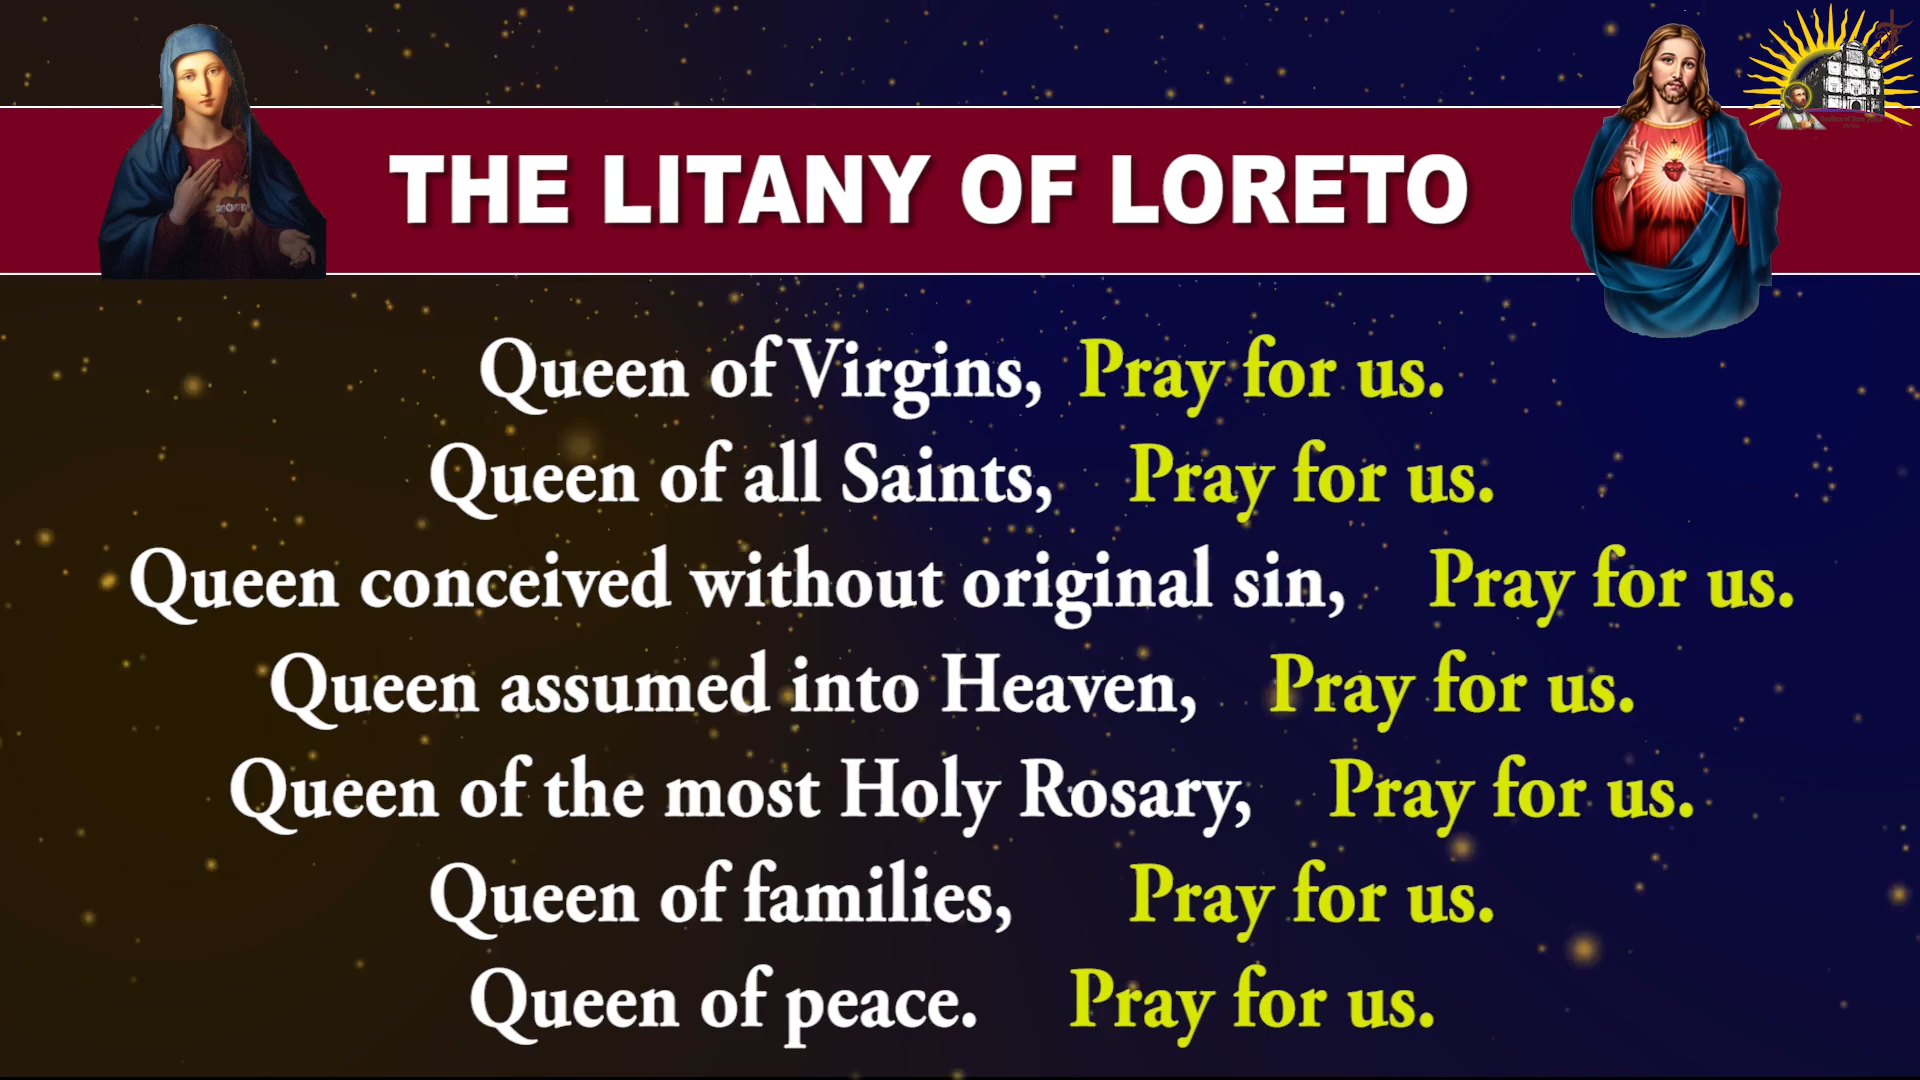 THE LITANY OF LORETO
Queen of Virgins, Pray for us.
Queen of all Saints, Pray for us.
Queen conceived without original sin, Pray for us.
Queen assumed into Heaven, Pray for us.
Queen of the most Holy Rosary, Pray for us.
Queen of families, Pray for us.
Queen of peace. Pray for us.